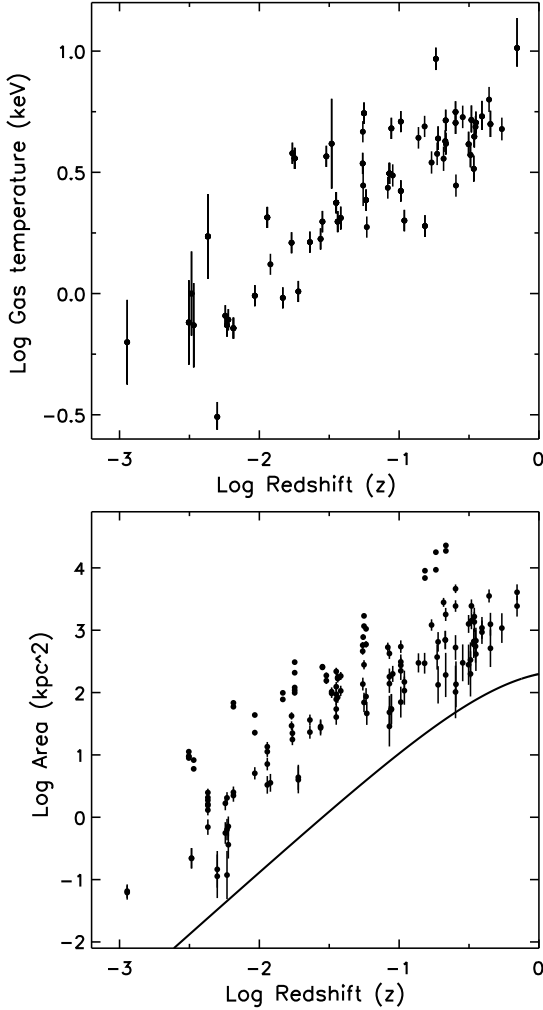 Log Gas temperature (keV)
1.0
0.5
0.0
−0.5
−3 −2 −1 0
Log Redshift (z)
Log Area (kpc^2)
4
3
2
1
0
−1
−2
−3 −2 −1 0
Log Redshift (z)